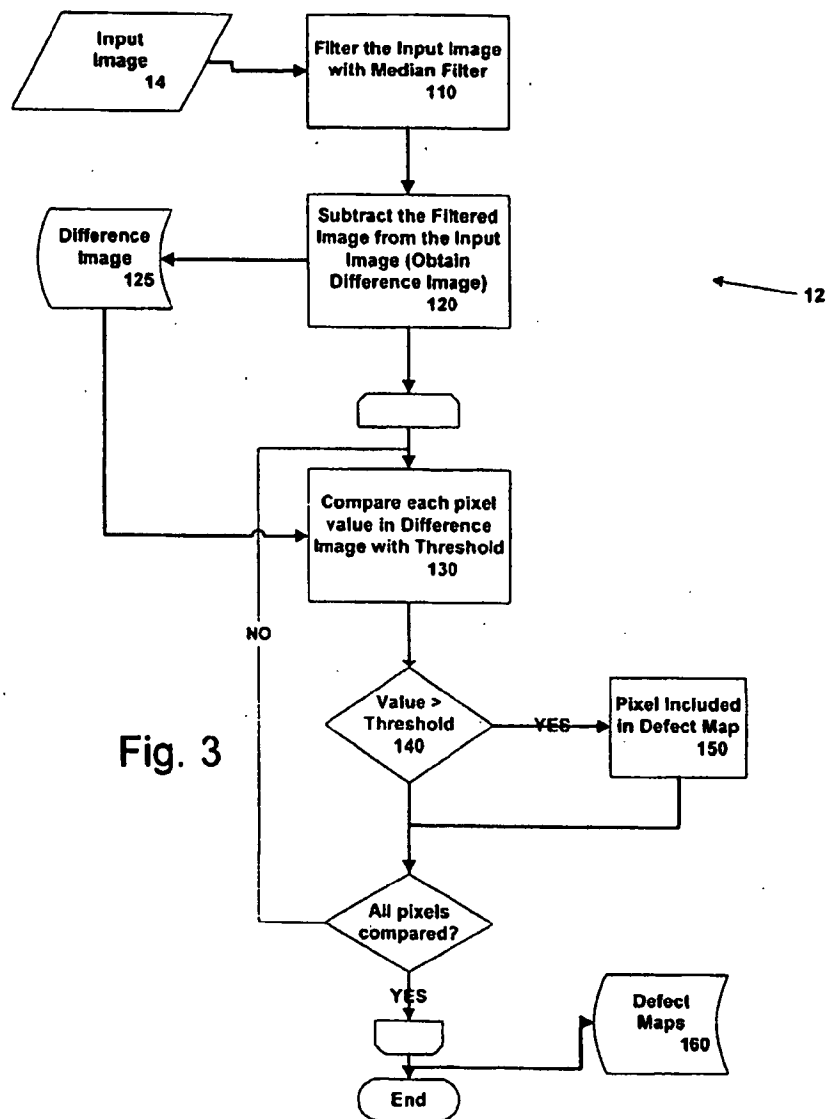 Input
Image
14
Filter the Input Image
with Median Filter
110
Subtract the Filtered
Image from the Input
Image (Obtain
Difference Image)
120
Difference
Image
125
12
Compare each pixel
value in Difference
Image with Threshold
130
NO
Value >
Threshold
140
YES
Pixel Included
in Defect Map
150
Fig. 3
All pixels
compared?
YES
Defect
Maps
160
End